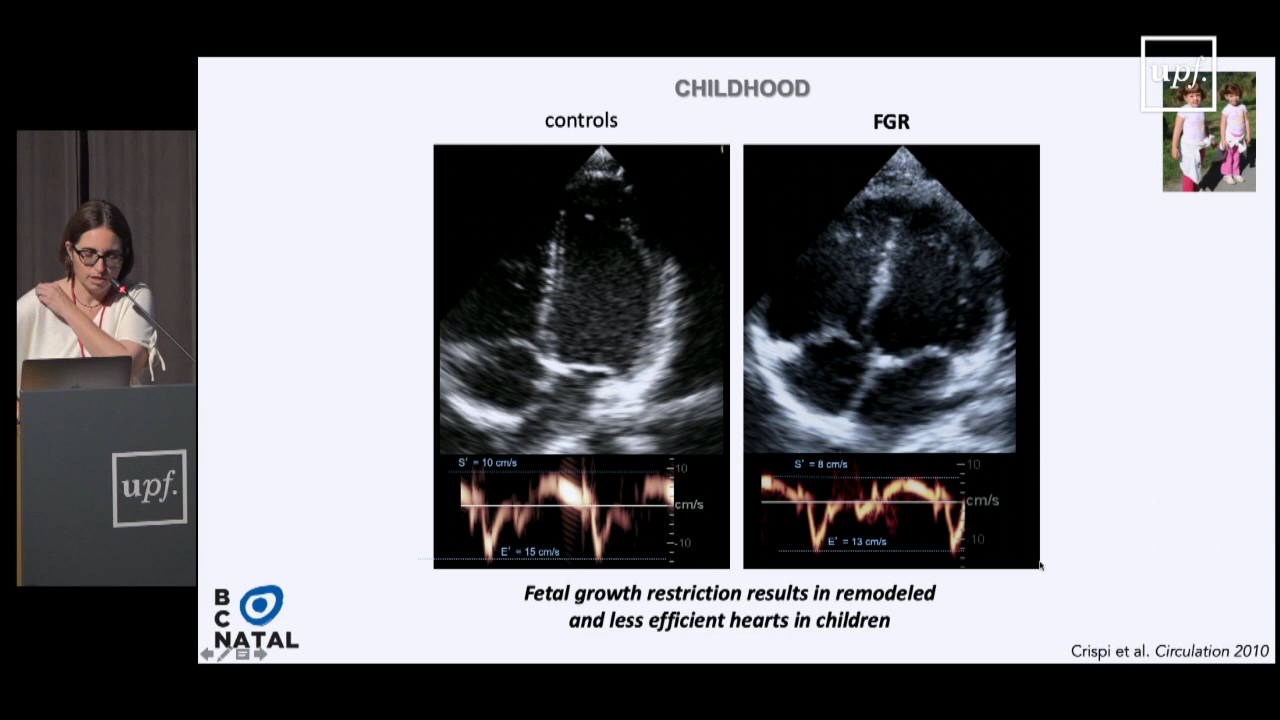 CHILDHOOD
controls
FGR
upf.
S' = 10 cm/s
10
cm/s
-10
E' = 15 cm/s
S' = 8 cm/s
10
cm/s
-10
E' = 13 cm/s
upf.
Fetal growth restriction results in remodeled
and less efficient hearts in children
B
C
NATAL
Crispi et al. Circulation 2010